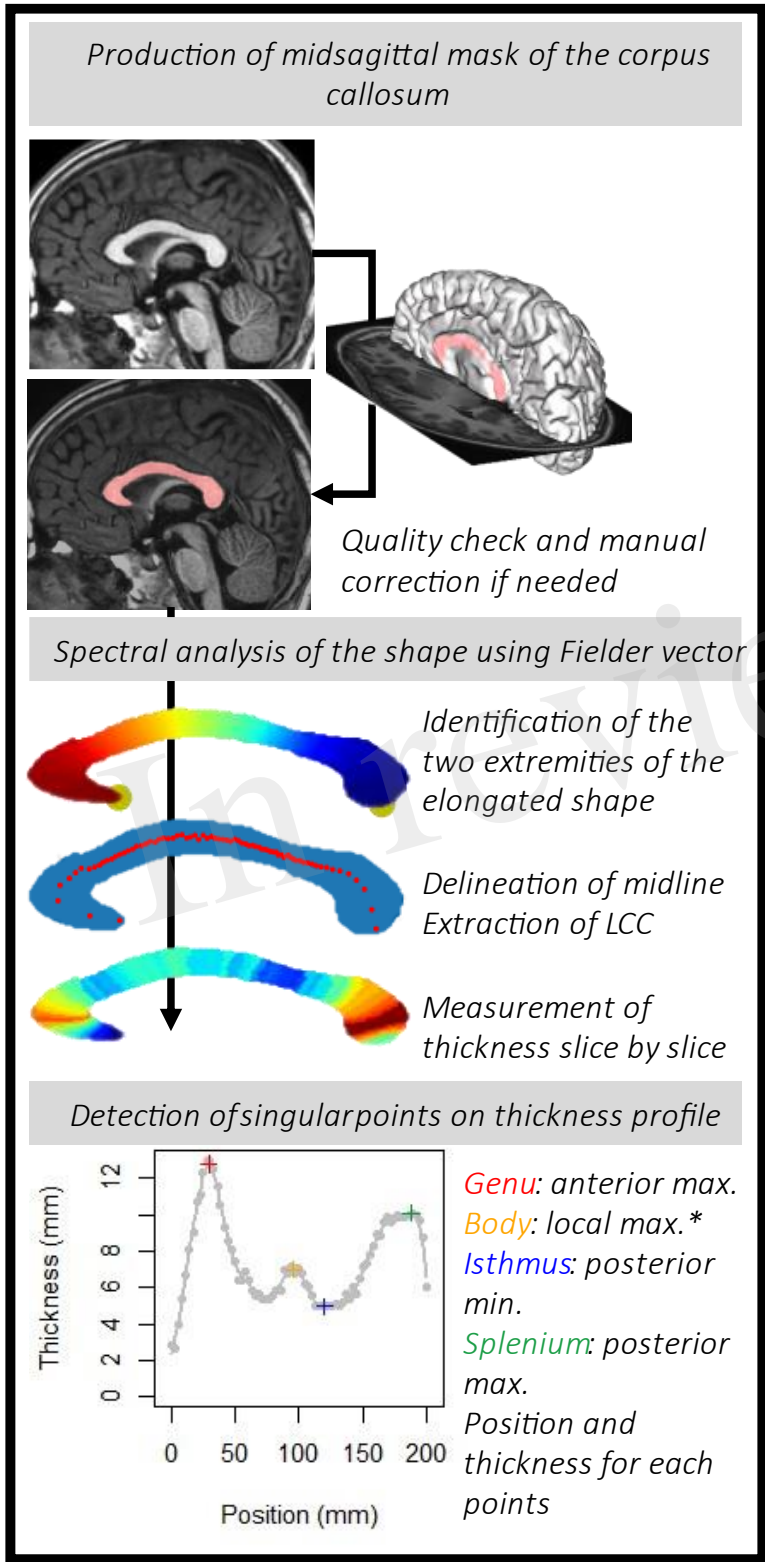 Production of midsagittal mask of the corpus
callosum
Quality check and manual
correction if needed
Spectral analysis of the shape using Fielder vector
Identification of the
two extremities of the
elongated shape
Delineation of midline
Extraction of LCC
Measurement of
thickness slice by slice
Detection of singular points on thickness profile
Thickness (mm)
12
8
6
4
2
0
0 50 100 150 200
Position (mm)
Genu: anterior max.
Body: local max.*
Isthmus: posterior
min.
Splenium: posterior
max.
Position and
thickness for each
points
In review